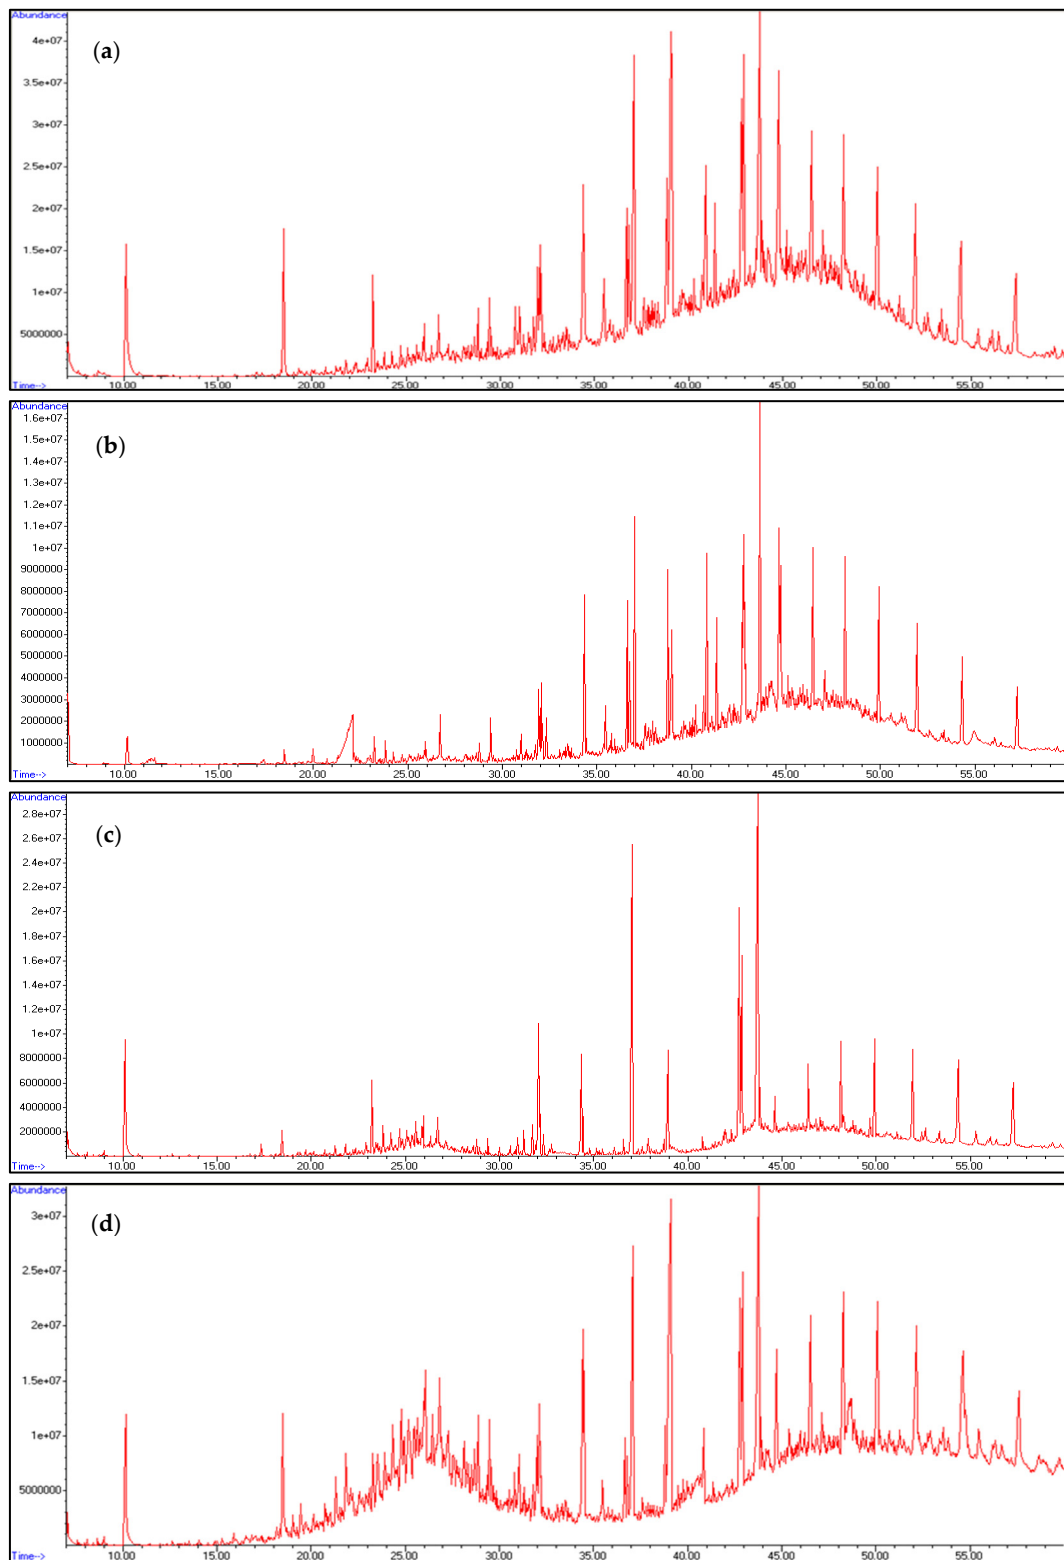 Abundance
(a)
4e+07
3.5e+07
3e+07
2.5e+07
2e+07
1.5e+07
1e+07
5000000
10.00 15.00 20.00 25.00 30.00 35.00 40.00 45.00 50.00 55.00
Time-->
Abundance
(b)
1.6e+07
1.5e+07
1.4e+07
1.3e+07
1.2e+07
1.1e+07
1e+07
9000000
8000000
7000000
6000000
5000000
4000000
3000000
2000000
1000000
10.00 15.00 20.00 25.00 30.00 35.00 40.00 45.00 50.00 55.00
Time-->
Abundance
(c)
2.8e+07
2.6e+07
2.4e+07
2.2e+07
2e+07
1.8e+07
1.6e+07
1.4e+07
1.2e+07
1e+07
8000000
6000000
4000000
2000000
10.00 15.00 20.00 25.00 30.00 35.00 40.00 45.00 50.00 55.00
Time-->
Abundance
(d)
3e+07
2.5e+07
2e+07
1.5e+07
1e+07
5000000
10.00 15.00 20.00 25.00 30.00 35.00 40.00 45.00 50.00 55.00
Time-->